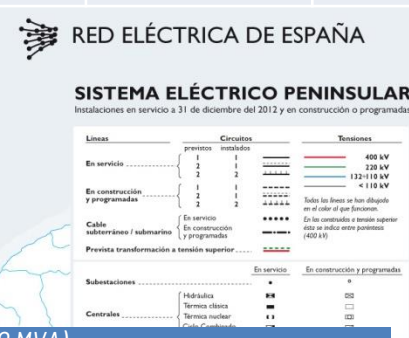 RED ELÉCTRICA DE ESPAÑA
SISTEMA ELÉCTRICO PENINSULAR
Instalaciones en servicio a 31 de diciembre del 2012 y en construcción o programadas
Líneas Circuitos Tensiones
previstos instalados
En servicio
1 1
2 1
2 2
400 kV
220 kV
132÷110 kV
< 110 kV
En construcción
y programadas
1 1
2 1
2 2
Todas las líneas se han dibujado
en el color al que funcionan.
En las construidas a tensión superior
ésta se indica entre paréntesis
(400 kV)
Cable
subterráneo / submarino
En servicio
En construcción
y programadas
Prevista transformación a tensión superior
En servicio En construcción y programadas
Subestaciones
Centrales
Hidráulica
Térmica clásica
Térmica nuclear
Ciclo Combinado
MVA)